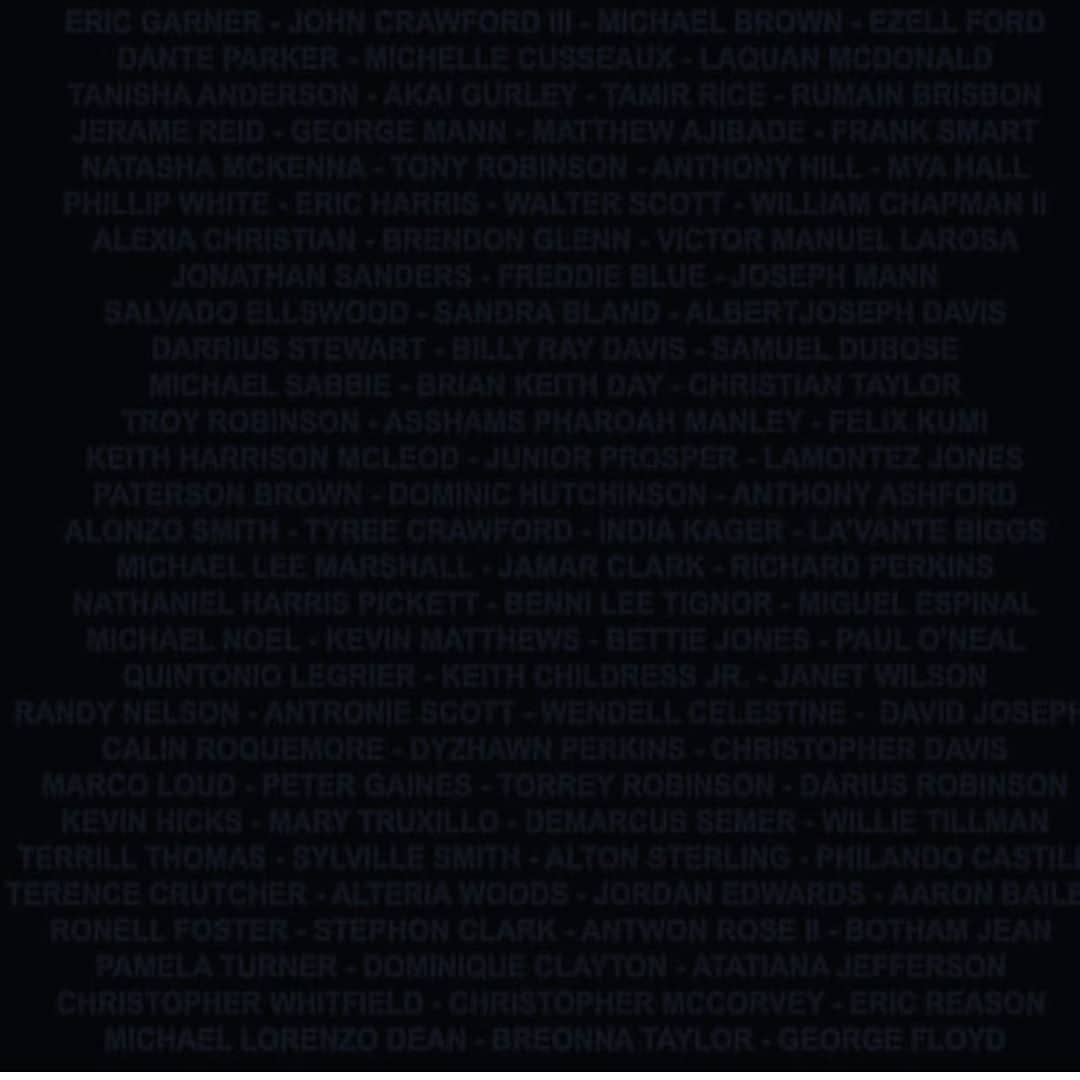 ERIC GARNER - JOHN CRAWFORD III - MICHAEL BROWN - EZELL FORD
DANTE PARKER - MICHELLE CUSSEAUX - LAQUAN MCDONALD
TANISHA ANDERSON - AKAI GURLEY - TAMIR RICE - RUMAIN BRISBON
JERAME REID - GEORGE MANN - MATTHEW AJIBADE - FRANK SMART
NATASHA MCKENNA - TONY ROBINSON - ANTHONY HILL - MYA HALL
PHILLIP WHITE - ERIC HARRIS - WALTER SCOTT - WILLIAM CHAPMAN II
ALEXIA CHRISTIAN - BRENDON GLENN - VICTOR MANUEL LAROSA
JONATHAN SANDERS - FREDDIE BLUE - JOSEPH MANN
SALVADO ELLSWOOD - SANDRA BLAND - ALBERTJOSEPH DAVIS
DARRIUS STEWART - BILLY RAY DAVIS - SAMUEL DUBOSE
MICHAEL SABBIE - BRIAN KEITH DAY - CHRISTIAN TAYLOR
TROY ROBINSON - ASSHAMS PHAROAH MANLEY - FELIX KUMI
KEITH HARRISON MCLEOD - JUNIOR PROSPER - LAMONTEZ JONES
PATERSON BROWN - DOMINIC HUTCHINSON - ANTHONY ASHFORD
ALONZO SMITH - TYREE CRAWFORD - INDIA KAGER - LA'VANTE BIGGS
MICHAEL LEE MARSHALL - JAMAR CLARK - RICHARD PERKINS
NATHANIEL HARRIS PICKETT - BENNI LEE TIGNOR - MIGUEL ESPINAL
MICHAEL NOEL - KEVIN MATTHEWS - BETTIE JONES - PAUL O'NEAL
QUINTONIO LEGRIER - KEITH CHILDRESS JR. - JANET WILSON
RANDY NELSON - ANTRONIE SCOTT - WENDELL CELESTINE - DAVID JOSEPH
CALIN ROQUEMORE - DYZHAWN PERKINS - CHRISTOPHER DAVIS
MARCO LOUD - PETER GAINES - TORREY ROBINSON - DARIUS ROBINSON
KEVIN HICKS - MARY TRUXILLO - DEMARCUS SEMER - WILLIE TILLMAN
TERRILL THOMAS - SYLVILLE SMITH - ALTON STERLING - PHILANDO CASTIL
TERENCE CRUTCHER - ALTERIA WOODS - JORDAN EDWARDS - AARON BAILE
RONELL FOSTER - STEPHON CLARK - ANTWON ROSE II - BOTHAM JEAN
PAMELA TURNER - DOMINIQUE CLAYTON - ATATIANA JEFFERSON
CHRISTOPHER WHITFIELD - CHRISTOPHER MCCORVEY - ERIC REASON
MICHAEL LORENZO DEAN - BREONNA TAYLOR - GEORGE FLOYD